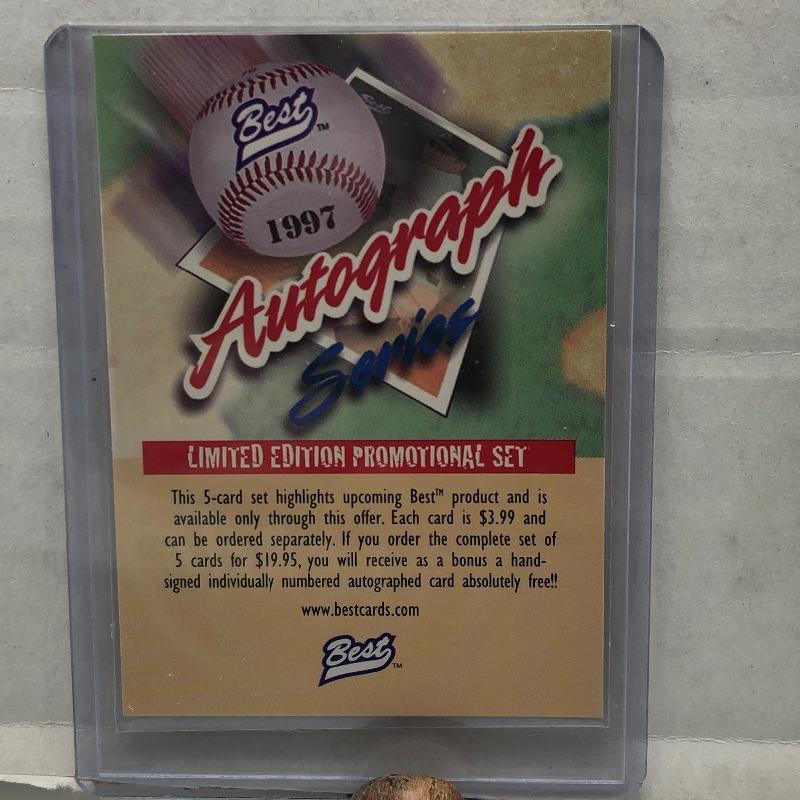 Best™
1997
Autograph
Series
LIMITED EDITION PROMOTIONAL SET
This 5-card set highlights upcoming Best™ product and is
available only through this offer. Each card is $3.99 and
can be ordered separately. If you order the complete set of
5 cards for $19.95, you will receive as a bonus a hand-
signed individually numbered autographed card absolutely free!!
www.bestcards.com
Best™